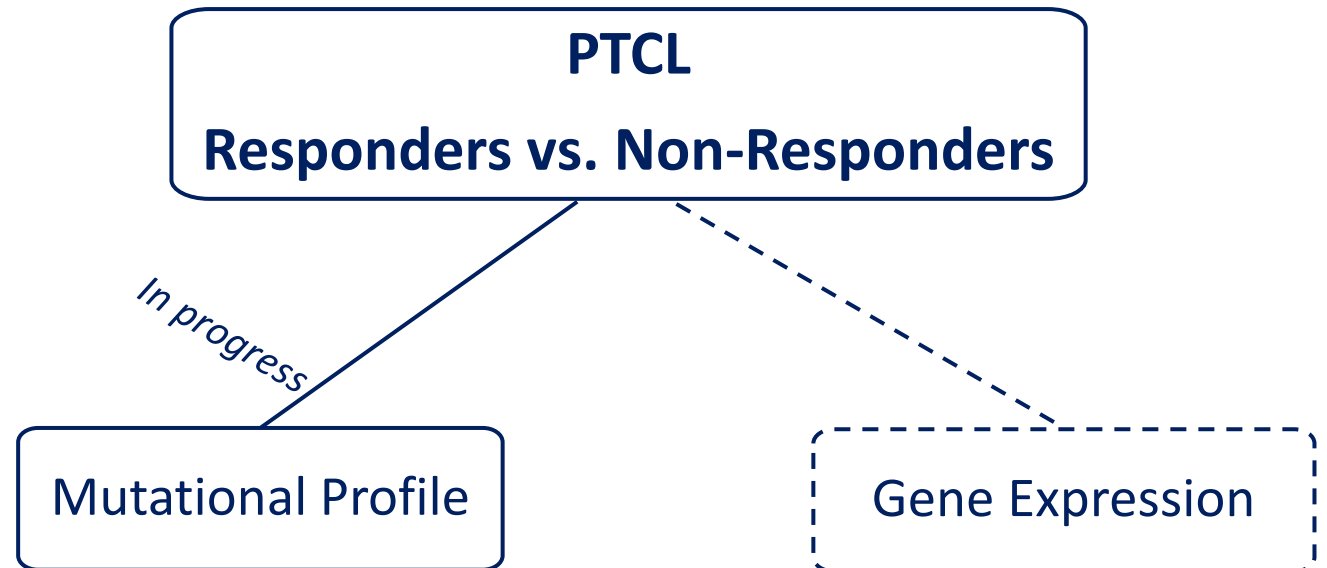 PTCL
Responders vs. Non-Responders
In progress
Mutational Profile
Gene Expression